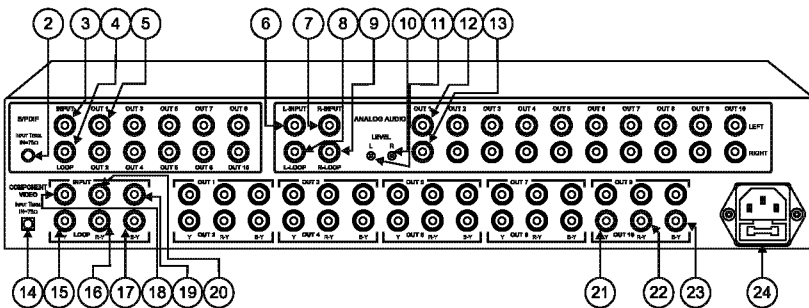 2 3 4 5 6 7 8 9 10 11 12 13
S/PDIF INPUT OUT 1 OUT 3 OUT 5 OUT 7 OUT 9
INPUT TERM. IN=75Ω
LOOP OUT 2 OUT 4 OUT 6 OUT 8 OUT 10
L-INPUT R-INPUT ANALOG AUDIO
LEVEL
L R
L-LOOP R-LOOP
OUT 1 OUT 2 OUT 3 OUT 4 OUT 5 OUT 6 OUT 7 OUT 8 OUT 9 OUT 10
LEFT
RIGHT
COMPONENT VIDEO
INPUT OUT 1 OUT 3 OUT 5 OUT 7 OUT 9
INPUT TERM. IN=75Ω
LOOP R-Y B-Y
Y OUT 2 R-Y B-Y
Y OUT 4 R-Y B-Y
Y OUT 6 R-Y B-Y
Y OUT 8 R-Y B-Y
OUT 10 R-Y B-Y
14 15 16 17 18 19 20 21 22 23 24